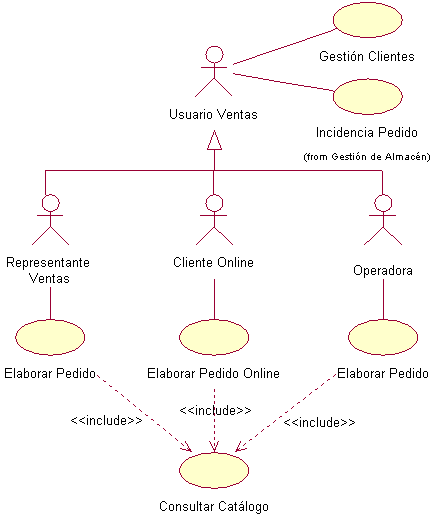 Gestión Clientes
Usuario Ventas
Incidencia Pedido
(from Gestión de Almacén)
Representante
Ventas
Cliente Online
Operadora
Elaborar Pedido
Elaborar Pedido Online
Elaborar Pedido
<<include>>
<<include>>
<<include>>
Consultar Catálogo